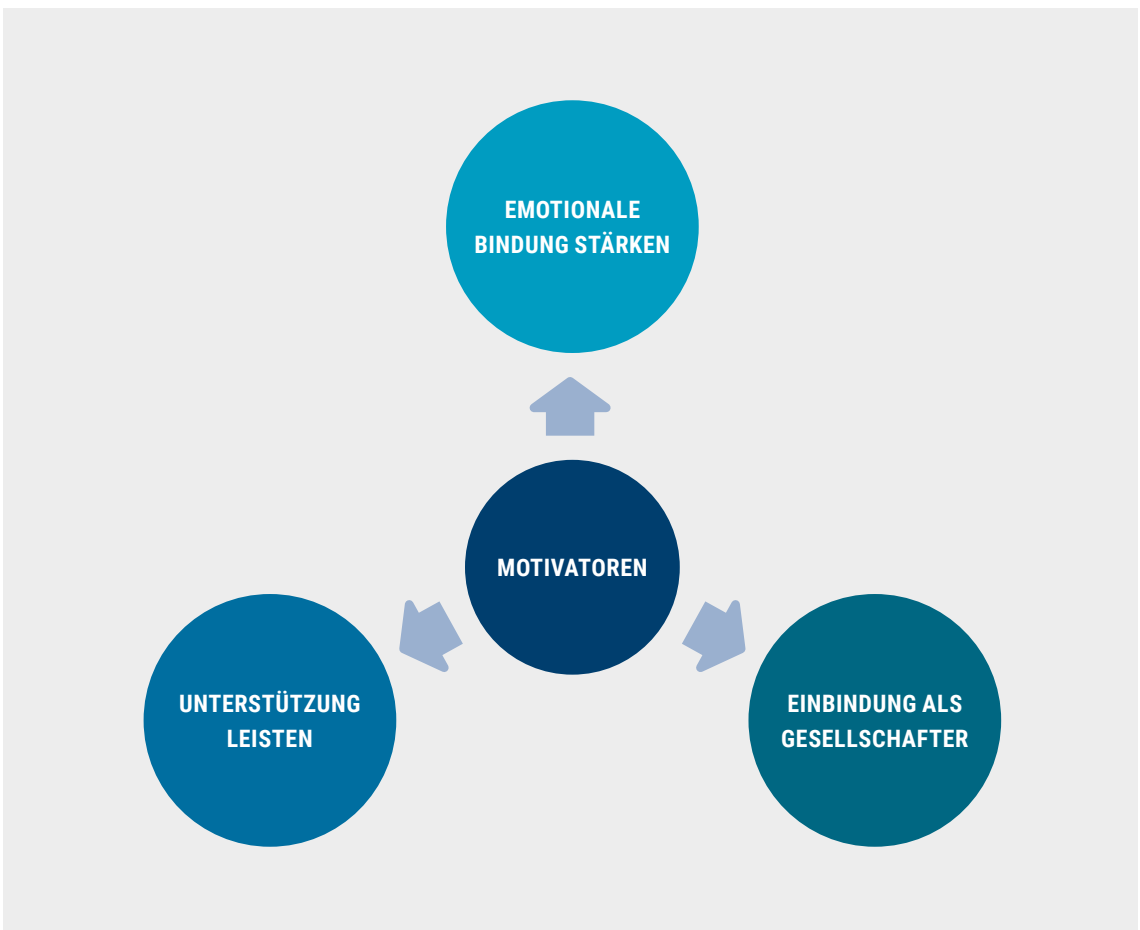 EMOTIONALE
BINDUNG STÄRKEN
MOTIVATOREN
UNTERSTÜTZUNG
LEISTEN
EINBINDUNG ALS
GESELLSCHAFTER